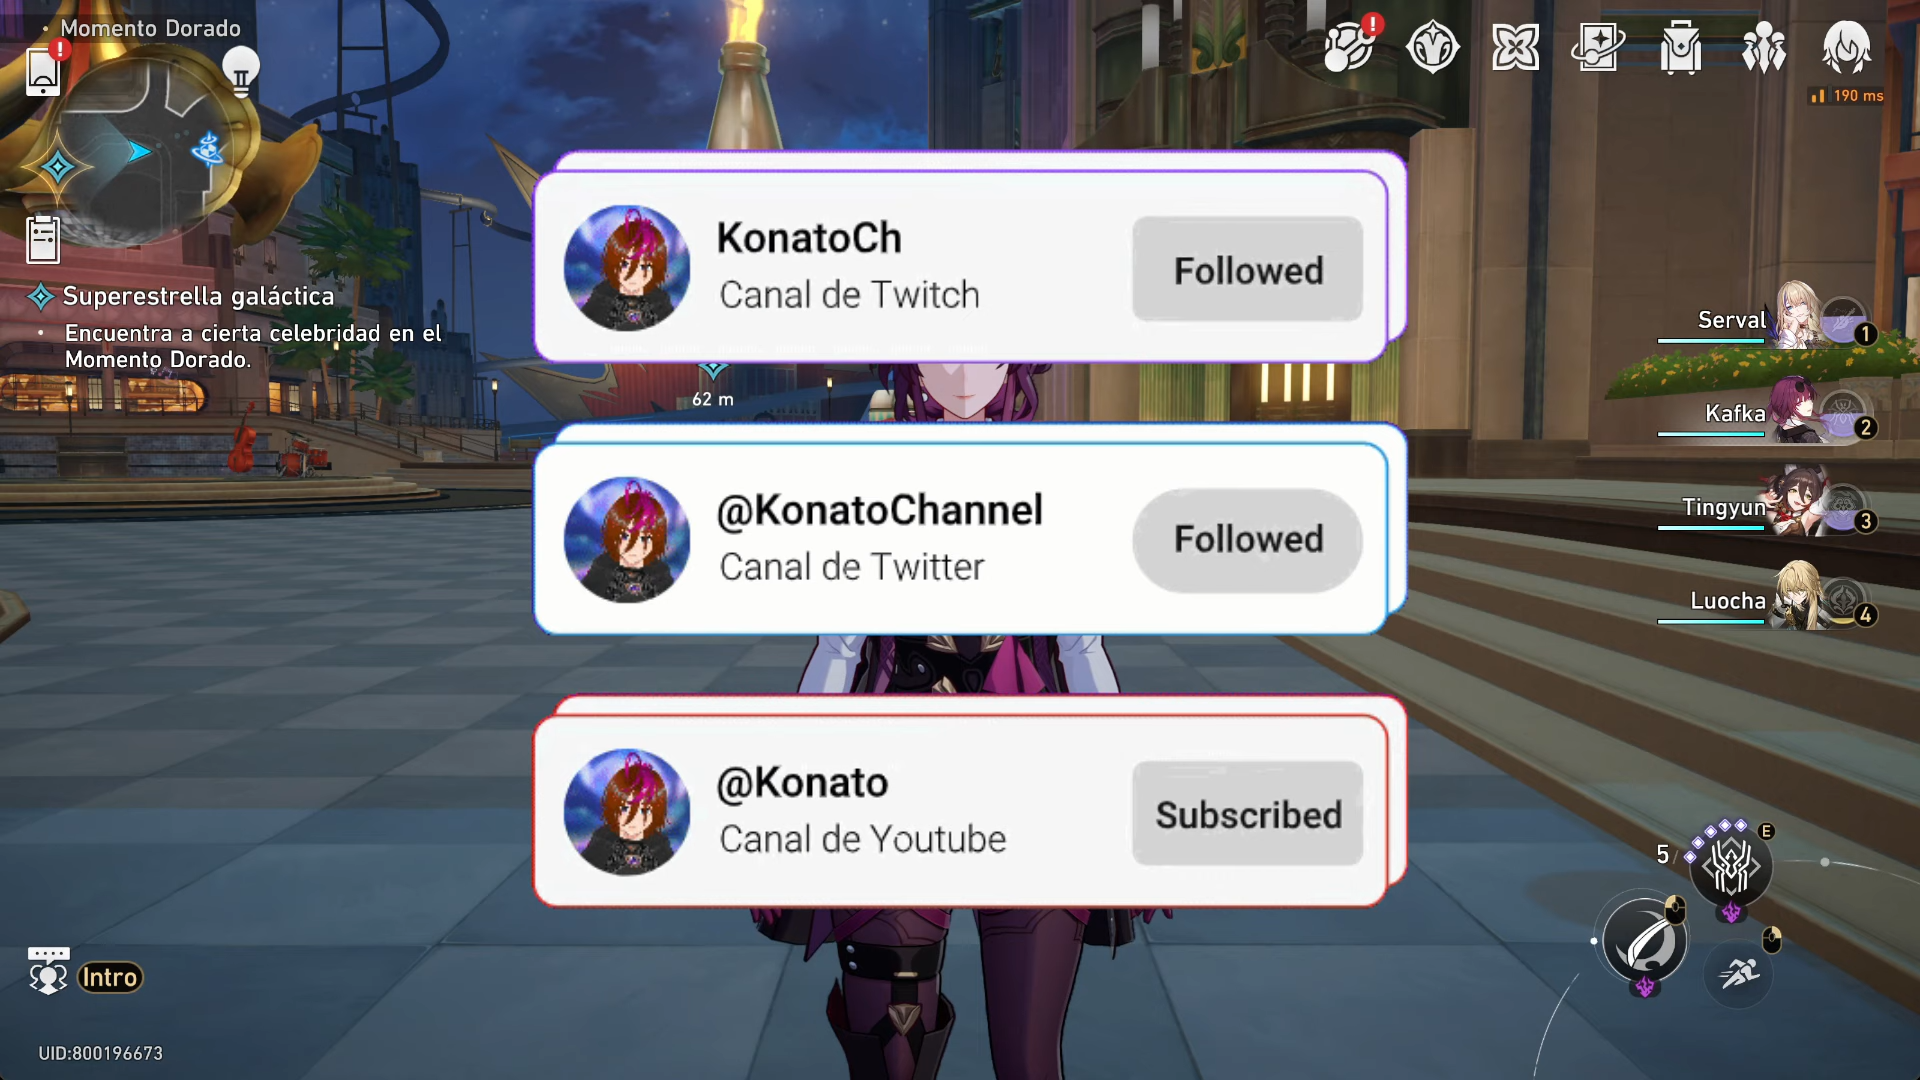 Momento Dorado
190 ms
Superestrella galáctica
Encuentra a cierta celebridad en el
Momento Dorado.
KonatoCh
Canal de Twitch
Followed
62 m
@KonatoChannel
Canal de Twitter
Followed
@Konato
Canal de Youtube
Subscribed
Serval
1
Kafka
2
Tingyun
3
Luocha
4
E
5/
Intro
UID:800196673